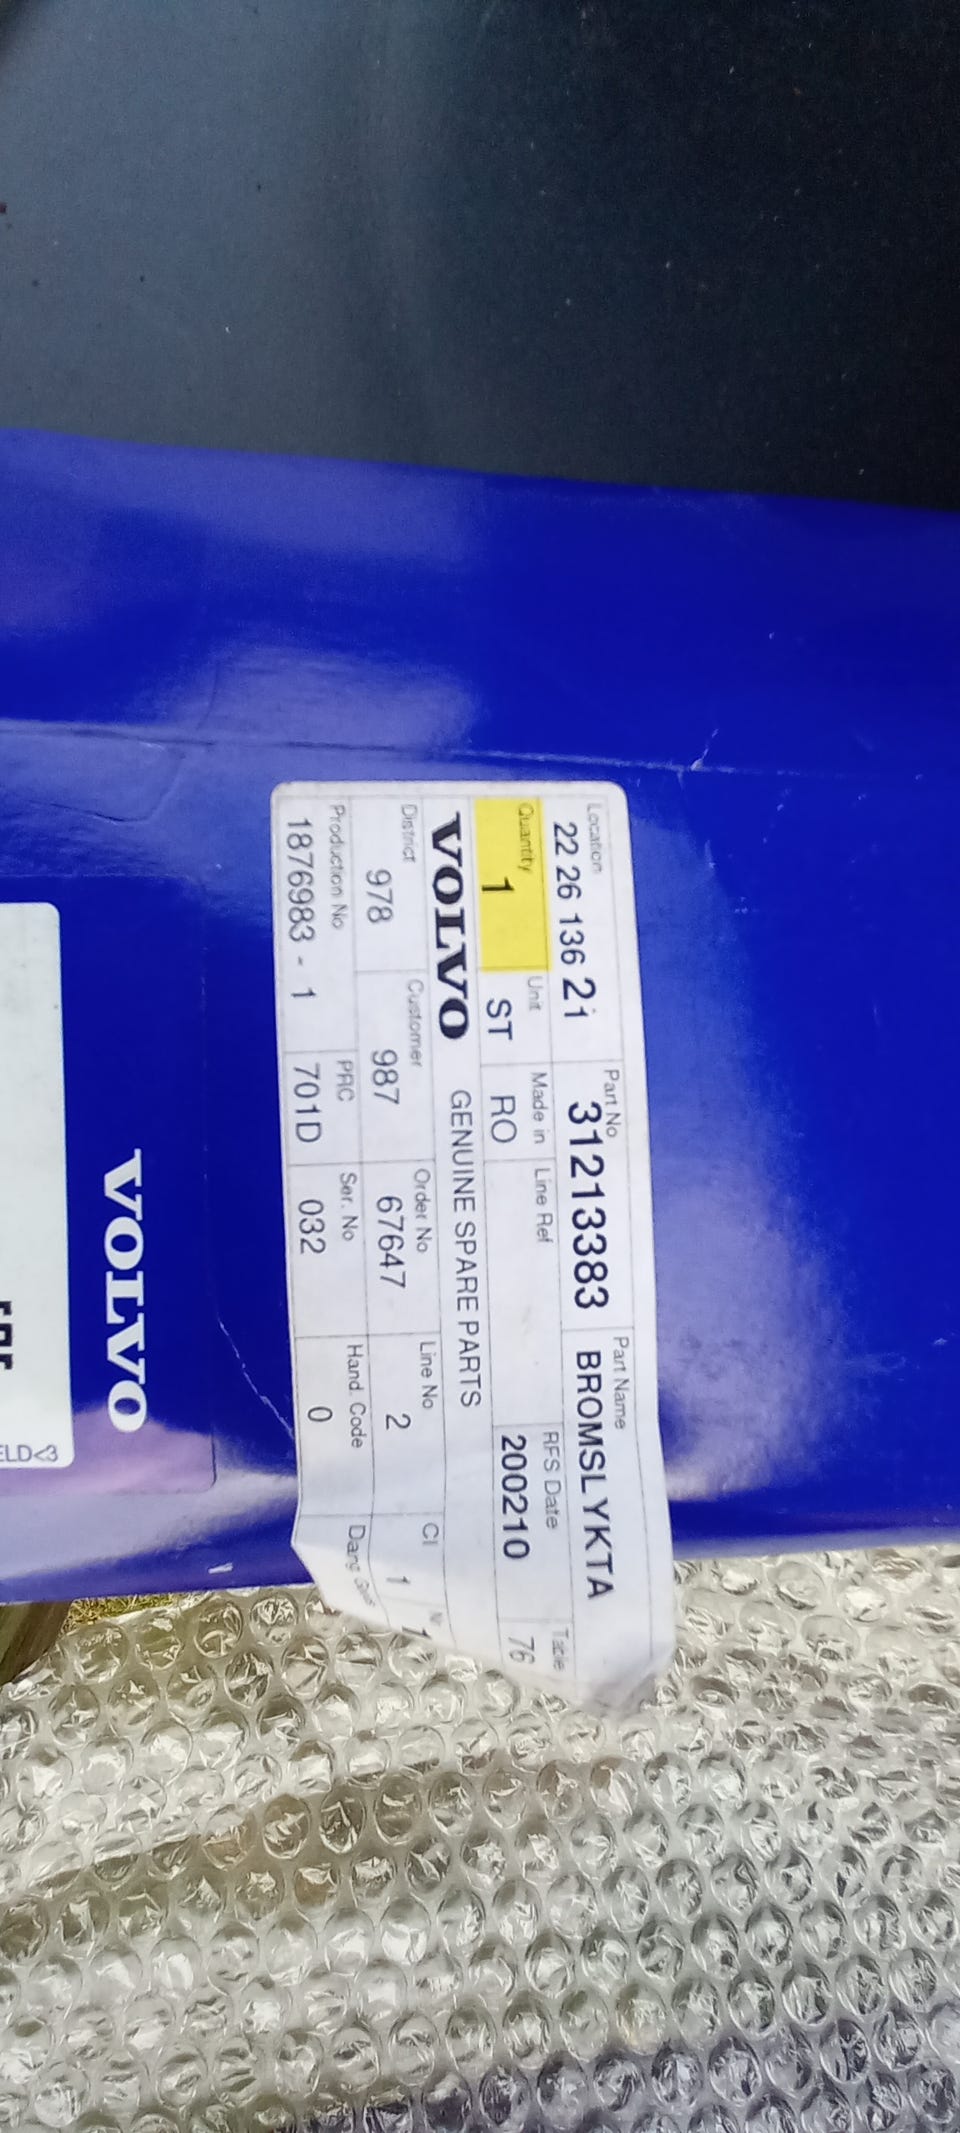 Location Part No Part Name
22 26 136 21 31213383 BROMSLYKTA
Quantity Unit Made in Line Ref RFS Date Table
1 ST RO 200210 76
VOLVO GENUINE SPARE PARTS
District Customer Order No Line No Cl
978 987 67647 2 1 1
Production No PRC Ser. No Hand. Code Dang
1876983 - 1 701D 032 0
VOLVO